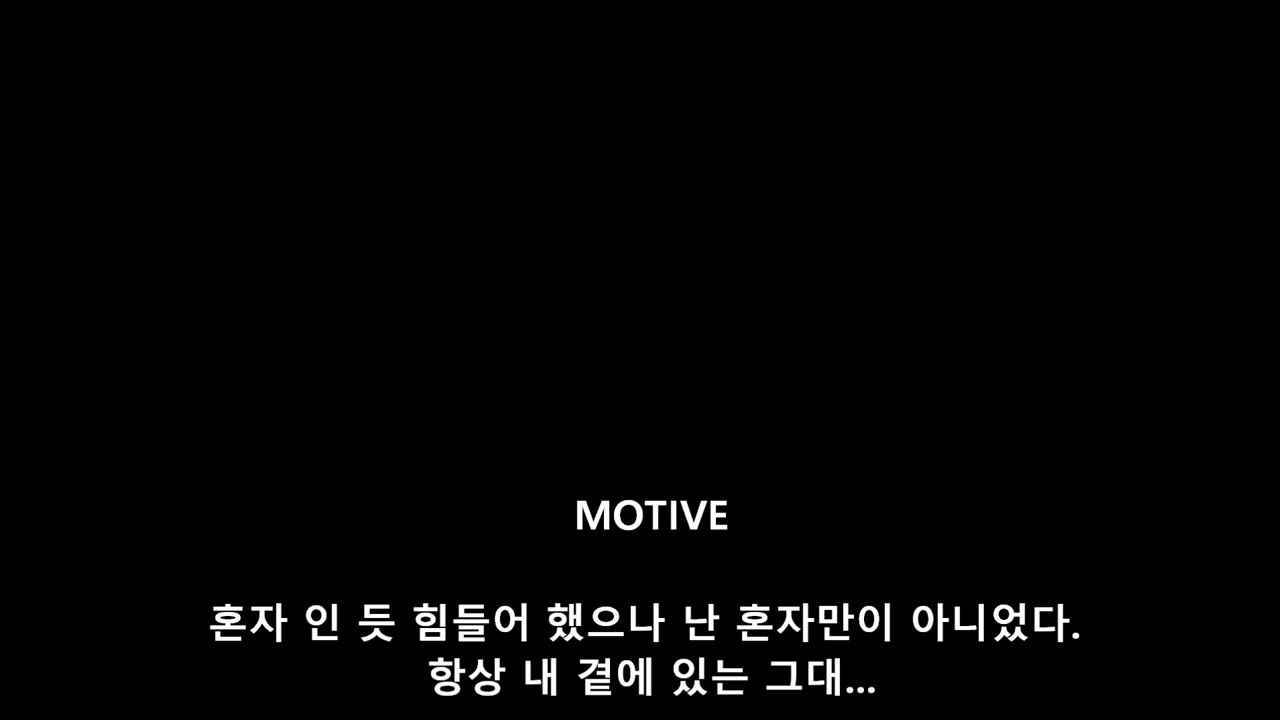 MOTIVE
혼자 인 듯 힘들어 했으나 난 혼자만이 아니었다.
항상 내 곁에 있는 그대...